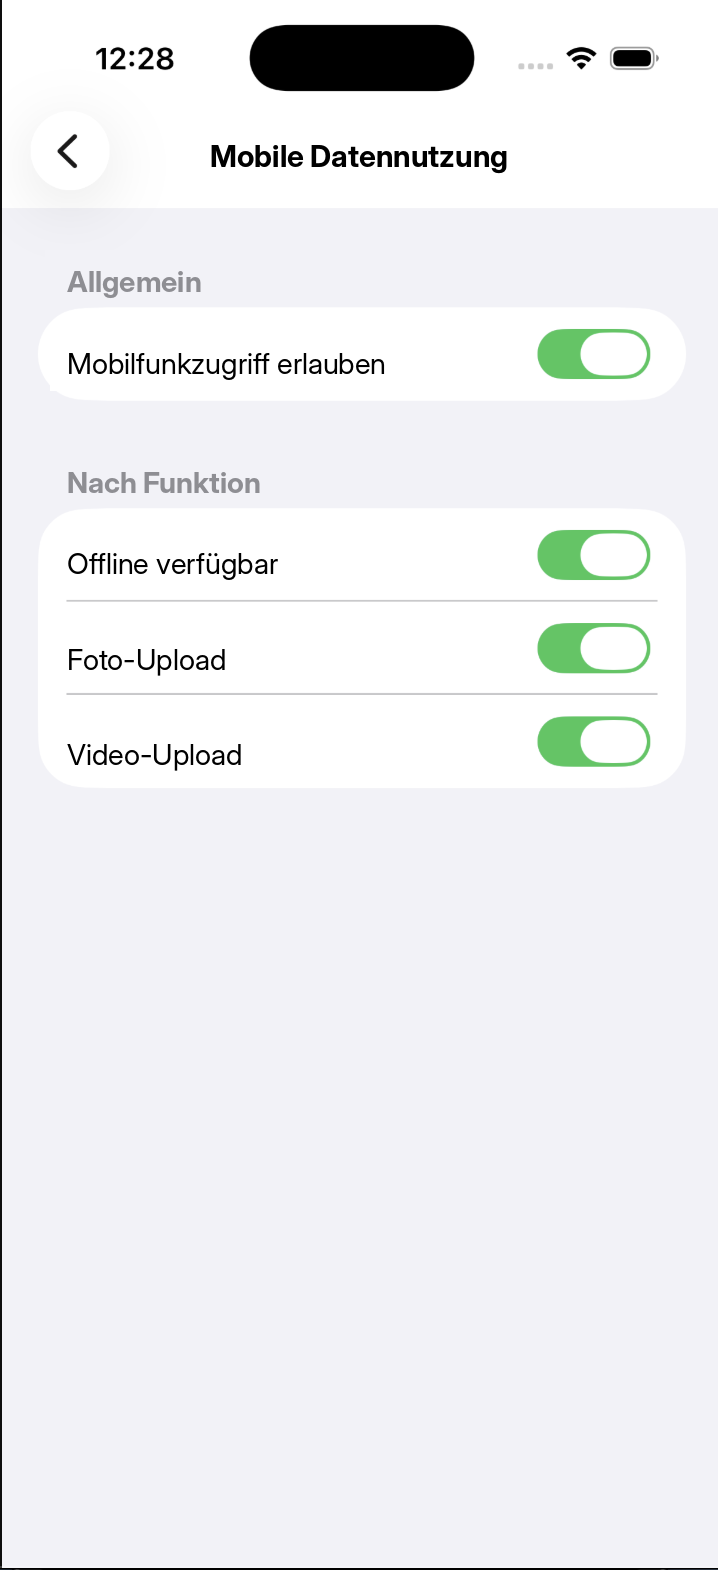 12:28
Mobile Datennutzung
Allgemein
Mobilfunkzugriff erlauben
Nach Funktion
Offline verfügbar
Foto-Upload
Video-Upload